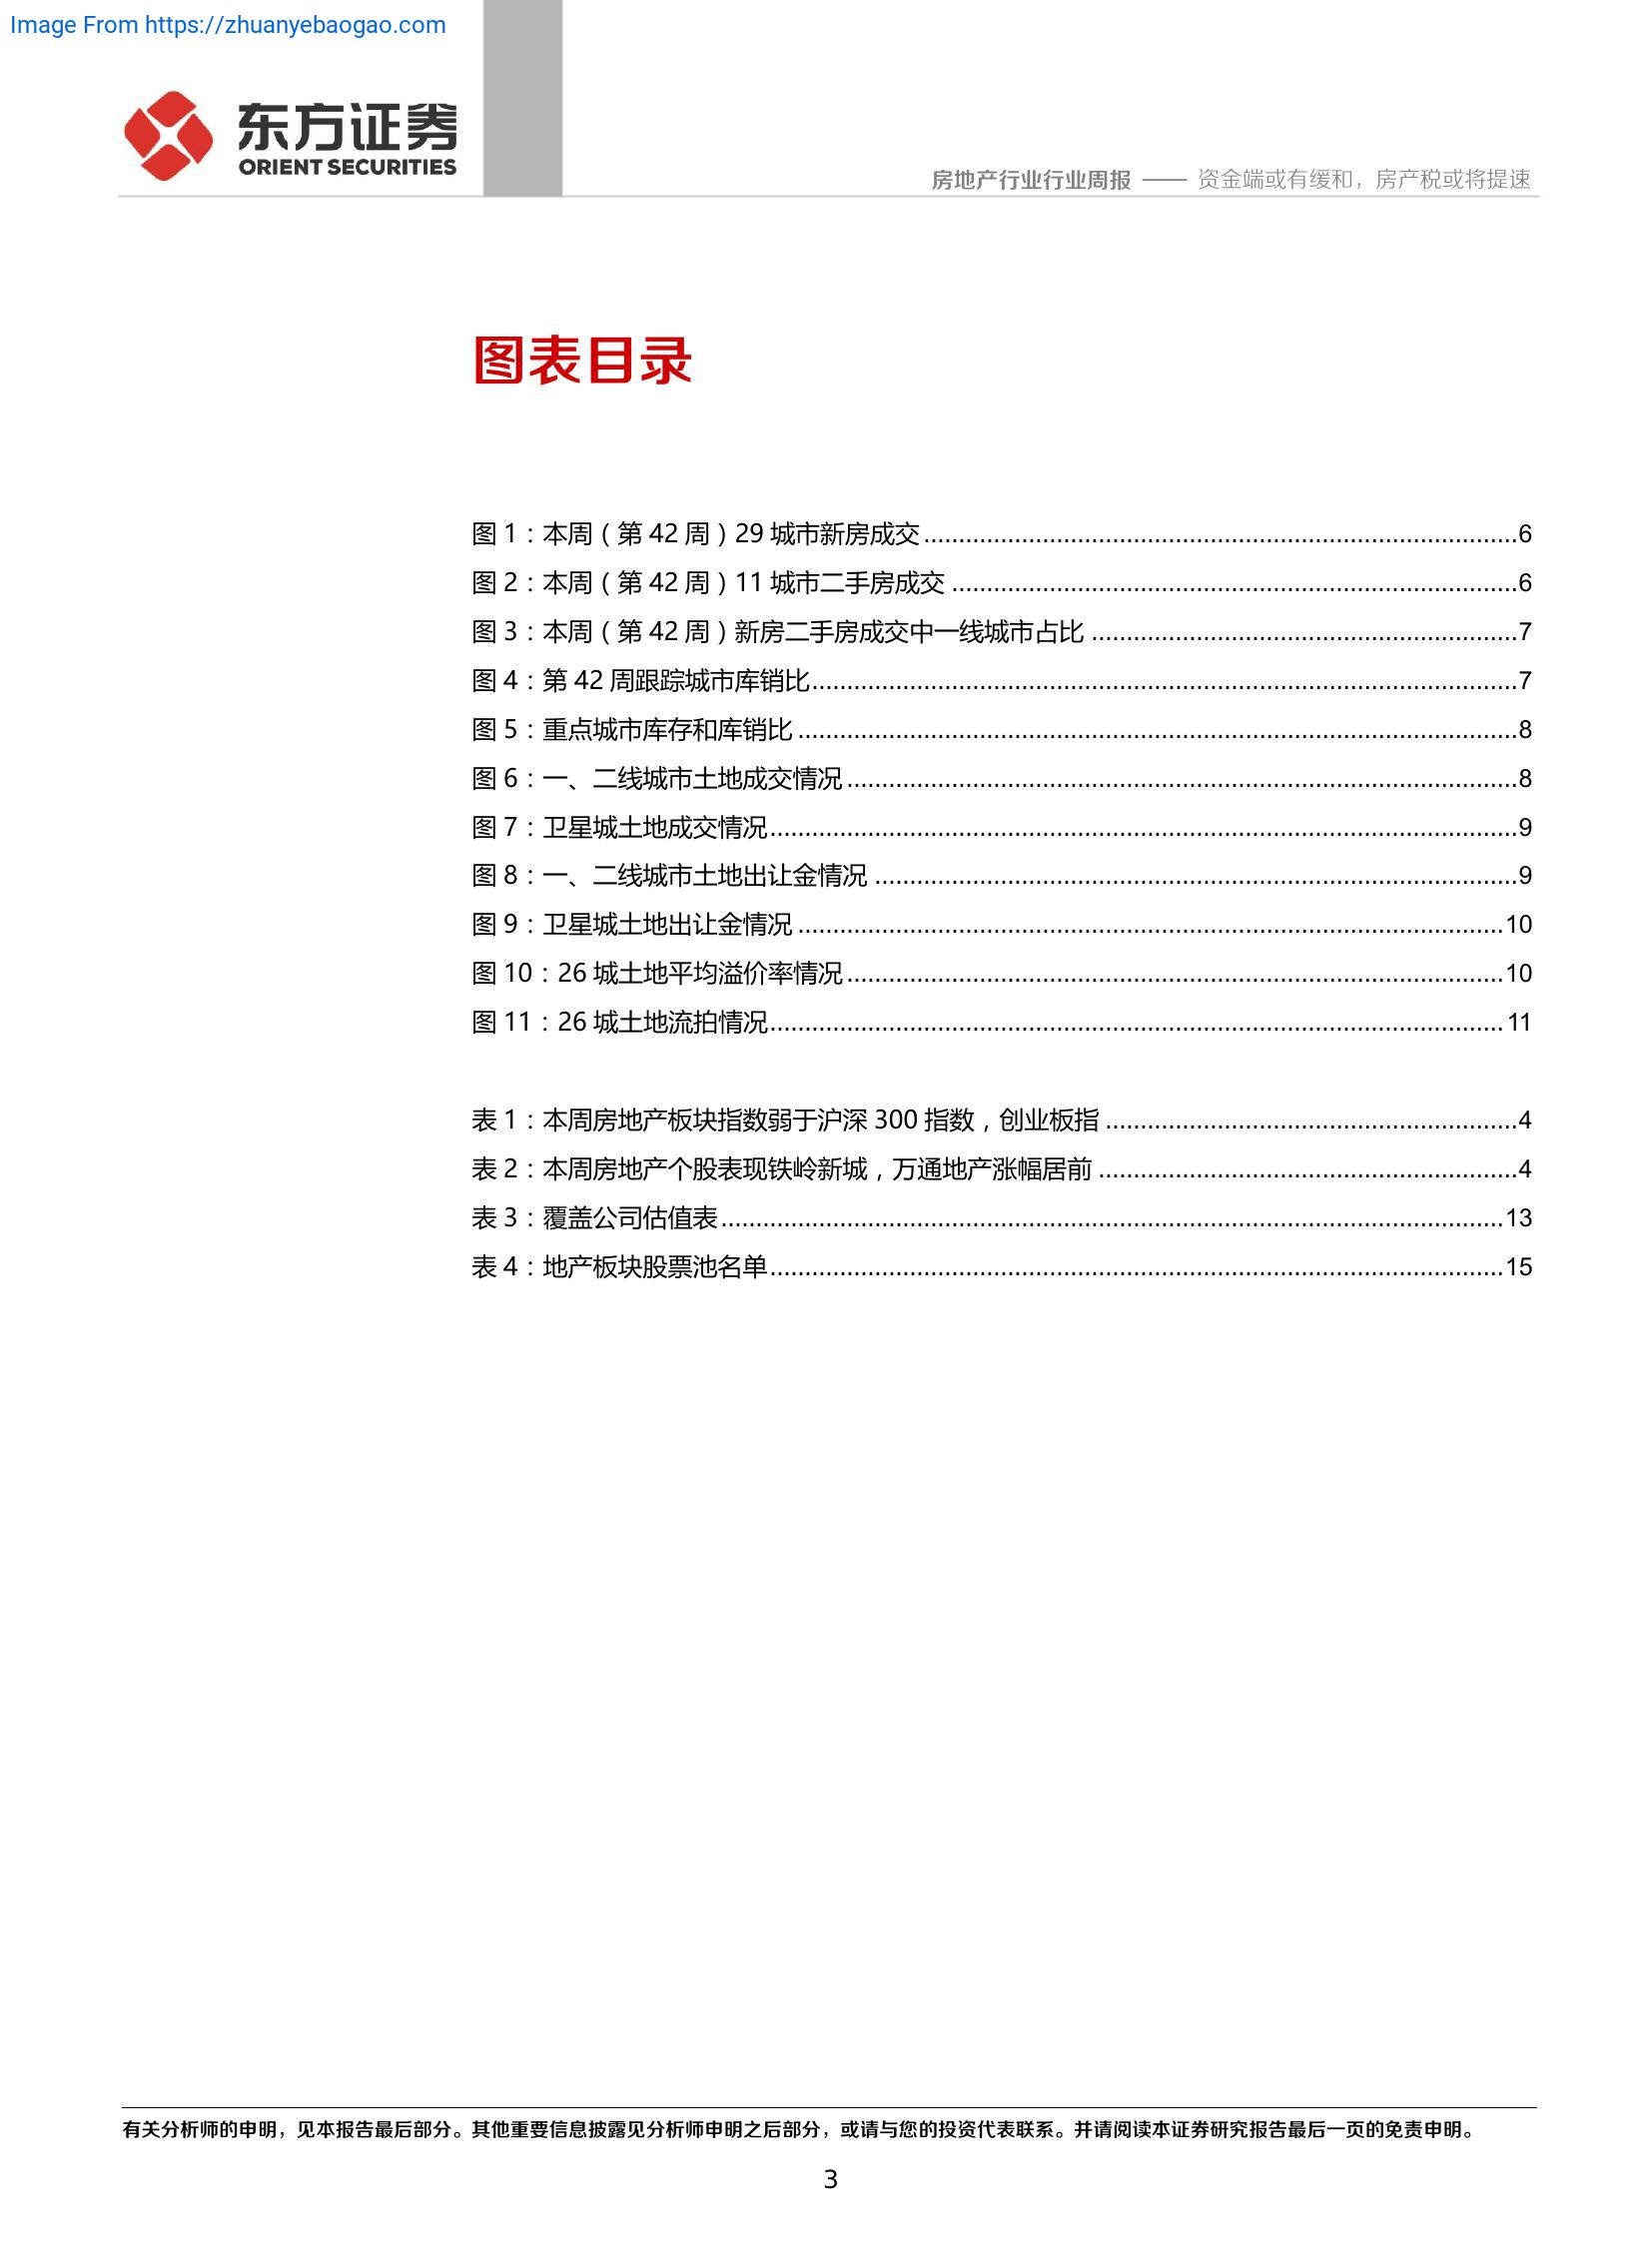 Image From https://zhuanyebaogao.com
东方证券
ORIENT SECURITIES
房地产行业行业周报 —— 资金端或有缓和，房产税或将提速
图表目录
图 1：本周（第 42 周）29 城市新房成交........................................6
图 2：本周（第 42 周）11 城市二手房成交........................................6
图 3：本周（第 42 周）新房二手房成交中一线城市占比........................................7
图 4：第 42 周跟踪城市库销比........................................7
图 5：重点城市库存和库销比........................................8
图 6：一、二线城市土地成交情况........................................8
图 7：卫星城土地成交情况........................................9
图 8：一、二线城市土地出让金情况........................................9
图 9：卫星城土地出让金情况........................................10
图 10：26 城土地平均溢价率情况........................................10
图 11：26 城土地流拍情况........................................11
表 1：本周房地产板块指数弱于沪深 300 指数，创业板指........................................4
表 2：本周房地产个股表现铁岭新城，万通地产涨幅居前........................................4
表 3：覆盖公司估值表........................................13
表 4：地产板块股票池名单........................................15
有关分析师的申明，见本报告最后部分。其他重要信息披露见分析师申明之后部分，或请与您的投资代表联系。并请阅读本证券研究报告最后一页的免责申明。
3